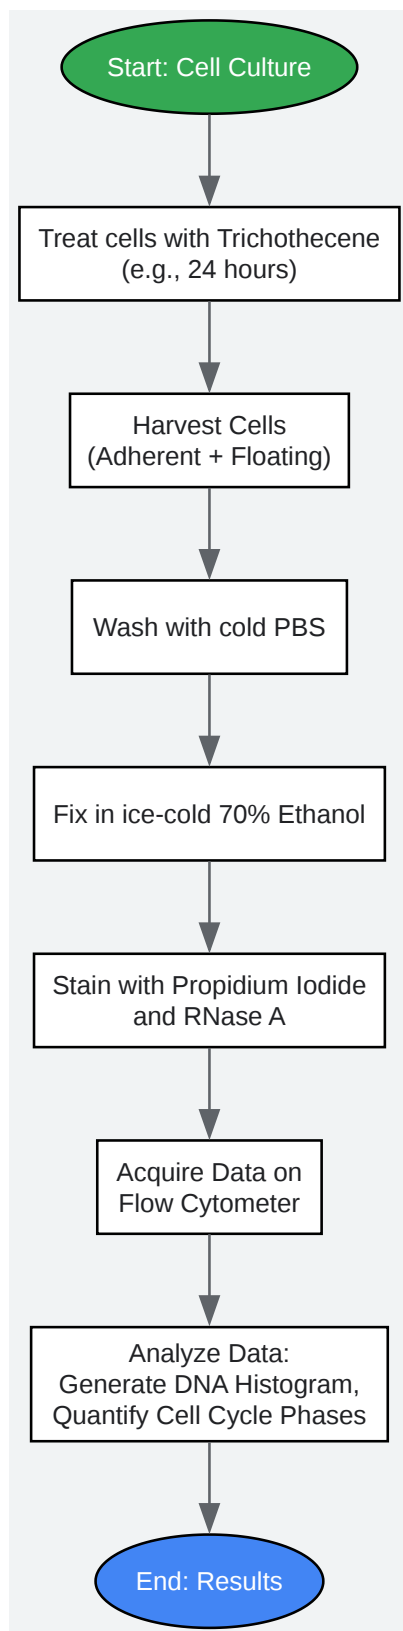 Start: Cell Culture
Treat cells with Trichothecene
(e.g., 24 hours)
Harvest Cells
(Adherent + Floating)
Wash with cold PBS
Fix in ice-cold 70% Ethanol
Stain with Propidium Iodide
and RNase A
Acquire Data on
Flow Cytometer
Analyze Data:
Generate DNA Histogram,
Quantify Cell Cycle Phases
End: Results